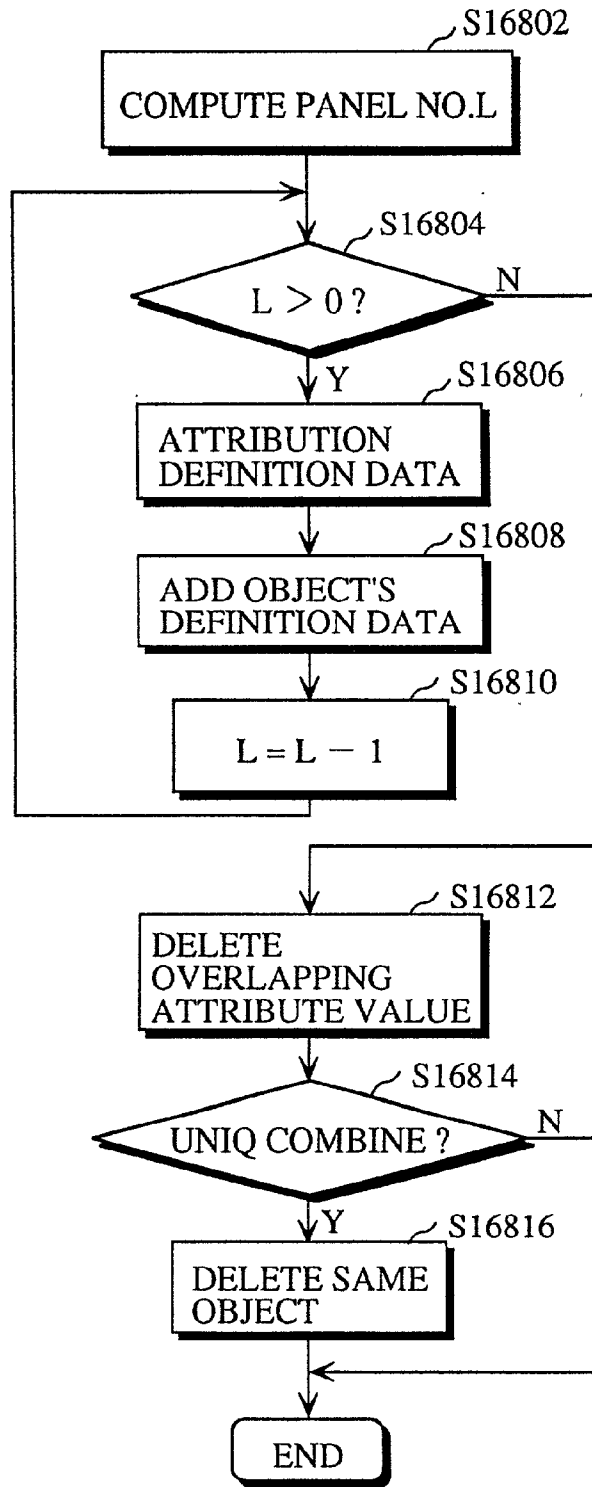 S16802
COMPUTE PANEL NO.L
S16804
L > 0 ?
N
Y
S16806
ATTRIBUTION
DEFINITION DATA
S16808
ADD OBJECT'S
DEFINITION DATA
S16810
L = L − 1
S16812
DELETE
OVERLAPPING
ATTRIBUTE VALUE
S16814
UNIQ COMBINE ?
N
Y
S16816
DELETE SAME
OBJECT
END